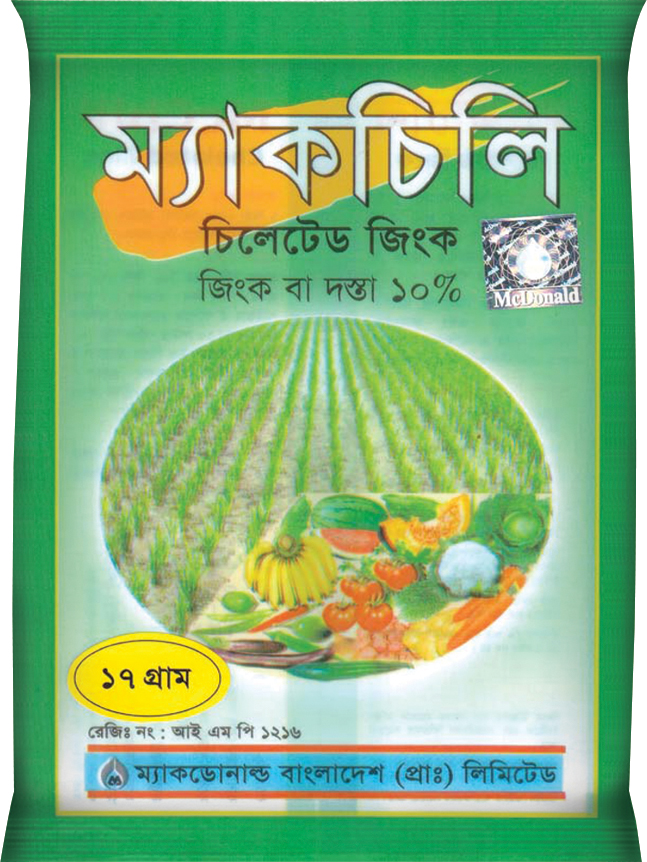 ম্যাকচিলি
চিলেটেড জিংক
জিংক বা দস্তা ১০%
McDonald
১৭ গ্রাম
রেজিঃ নং : আই এম পি ১২১৬
ম্যাকডোনাল্ড বাংলাদেশ (প্রাঃ) লিমিটেড